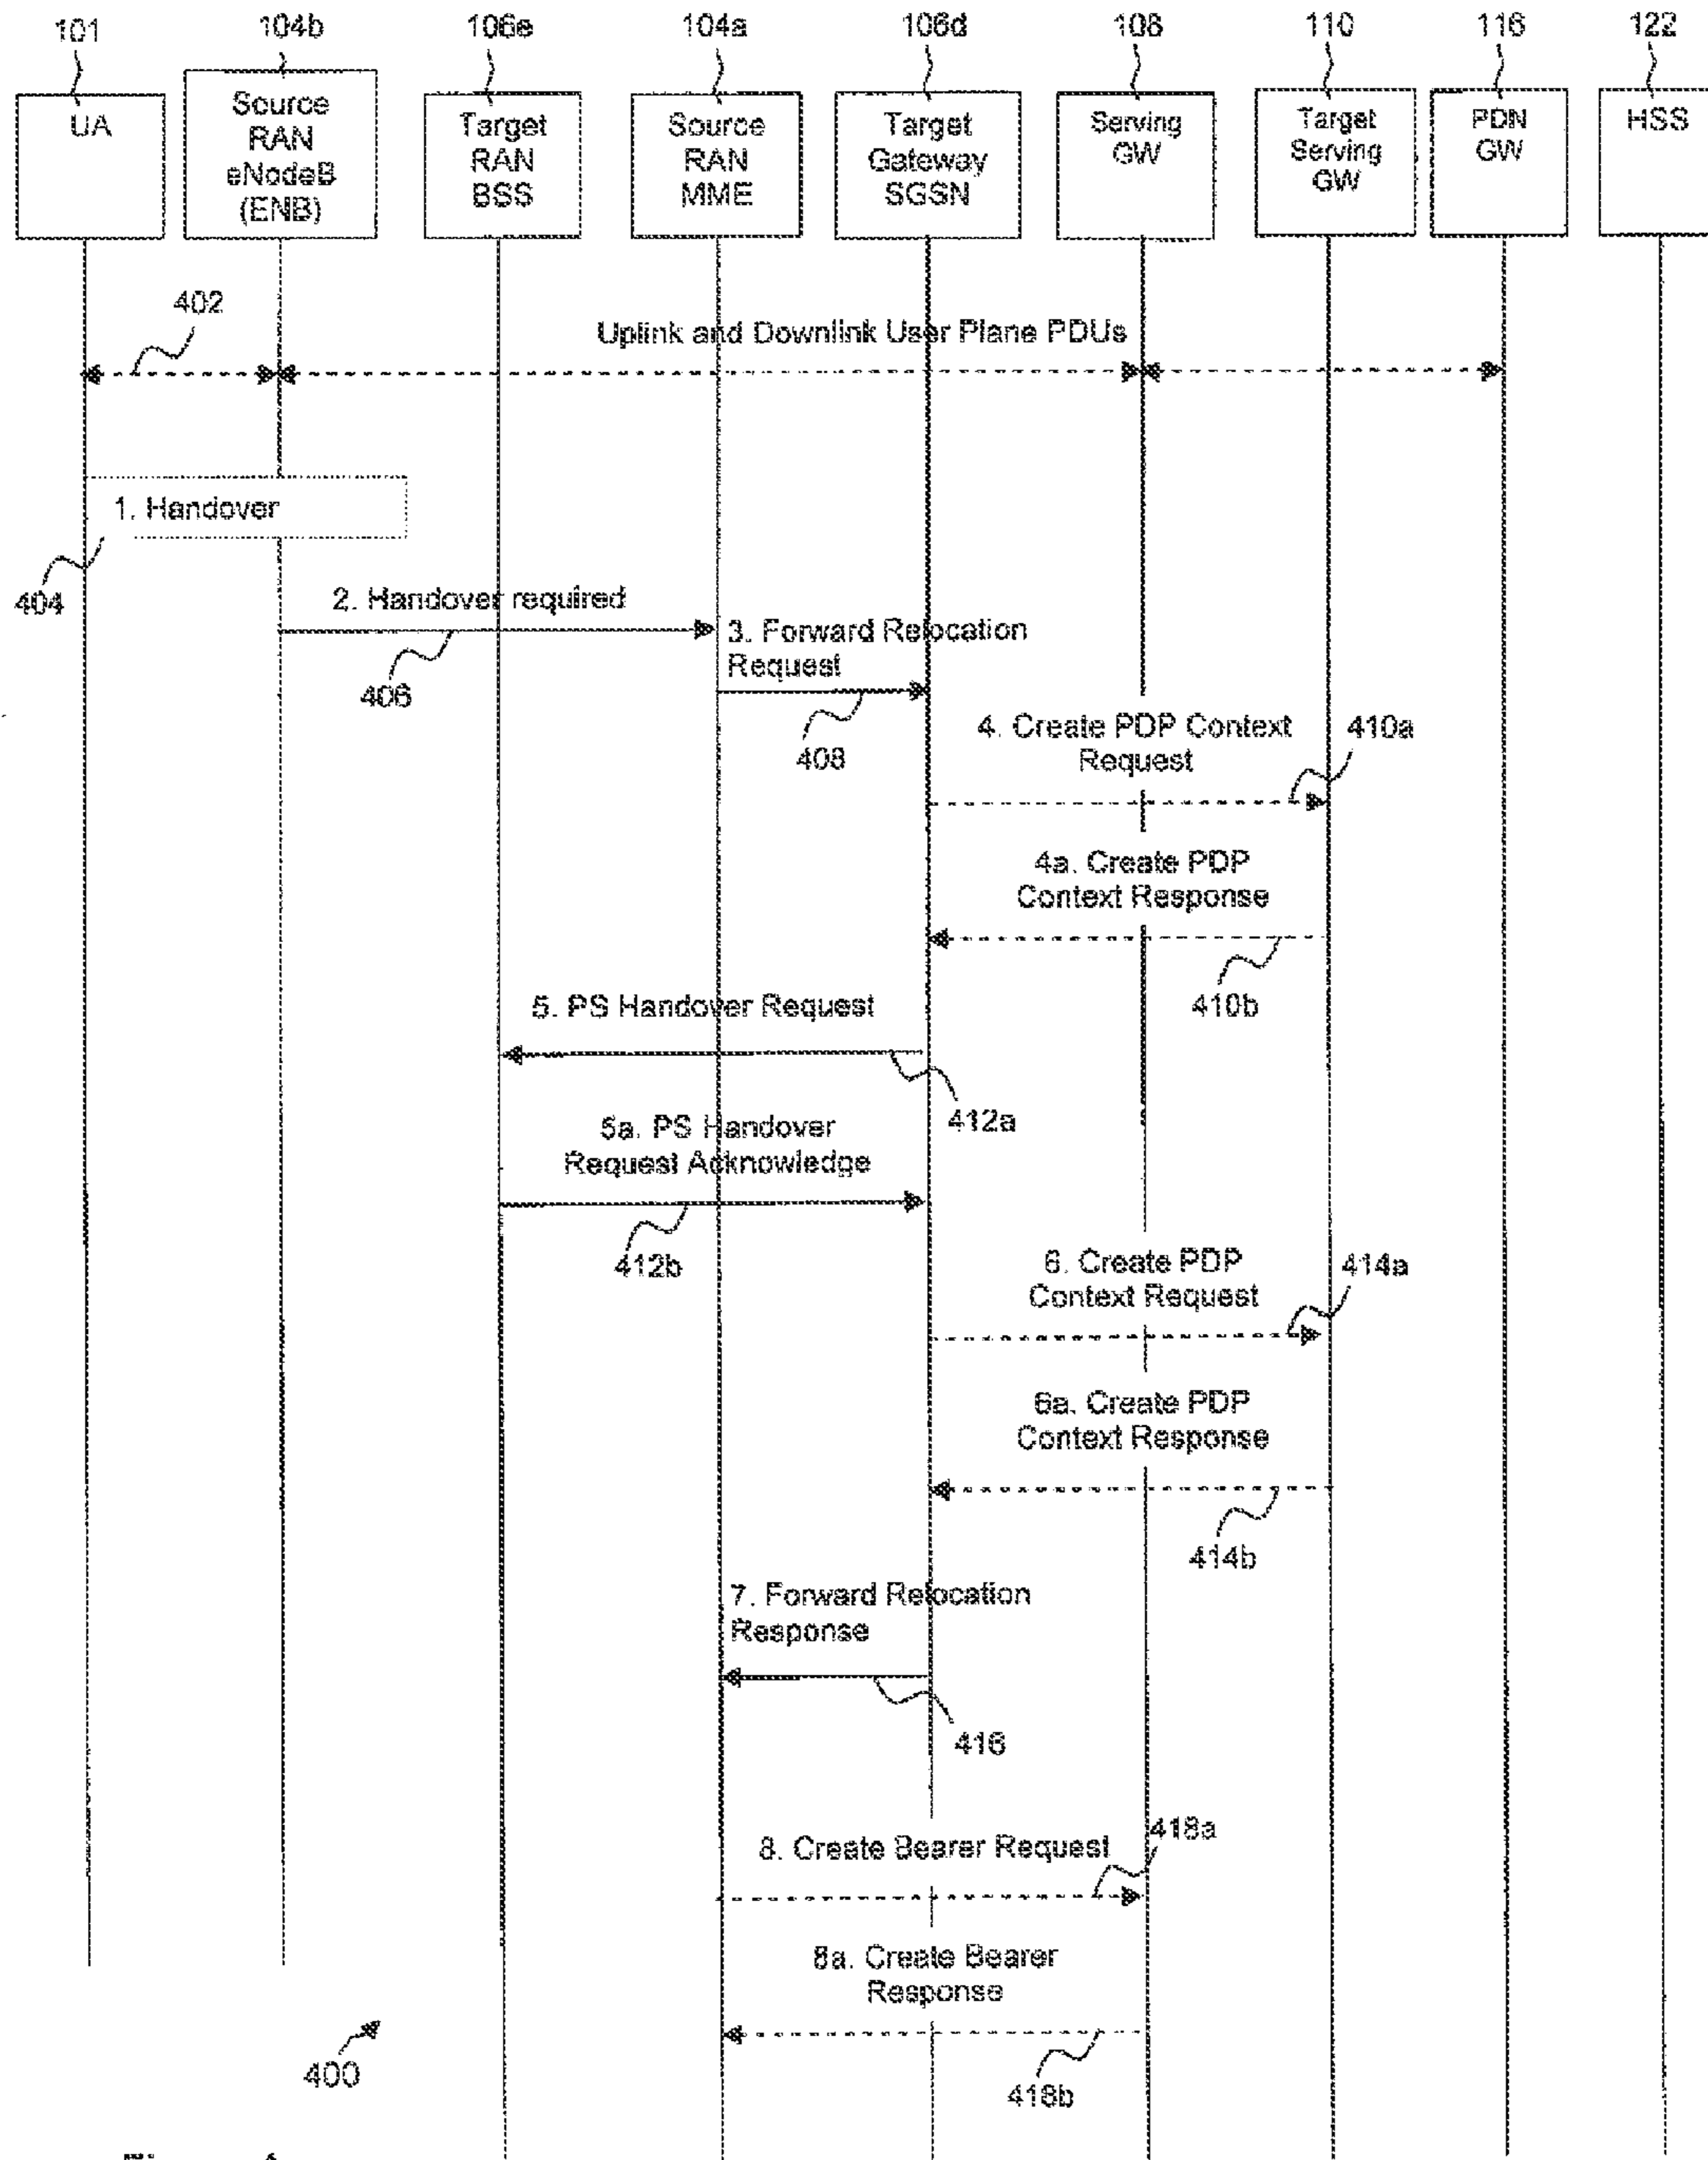 101
104b
106e
104a
106d
108
110
116
122
UA
Source
RAN
eNodeB
(ENB)
Target
RAN
BSS
Source
RAN
MME
Target
Gateway
SGSN
Serving
GW
Target
Serving
GW
PDN
GW
HSS
402
Uplink and Downlink User Plane PDUs
1. Handover
404
2. Handover required
406
3. Forward Relocation
Request
408
4. Create PDP Context
Request
410a
4a. Create PDP
Context Response
410b
5. PS Handover Request
412a
5a. PS Handover
Request Acknowledge
412b
6. Create PDP
Context Request
414a
6a. Create PDP
Context Response
414b
7. Forward Relocation
Response
416
8. Create Bearer Request
418a
8a. Create Bearer
Response
418b
400